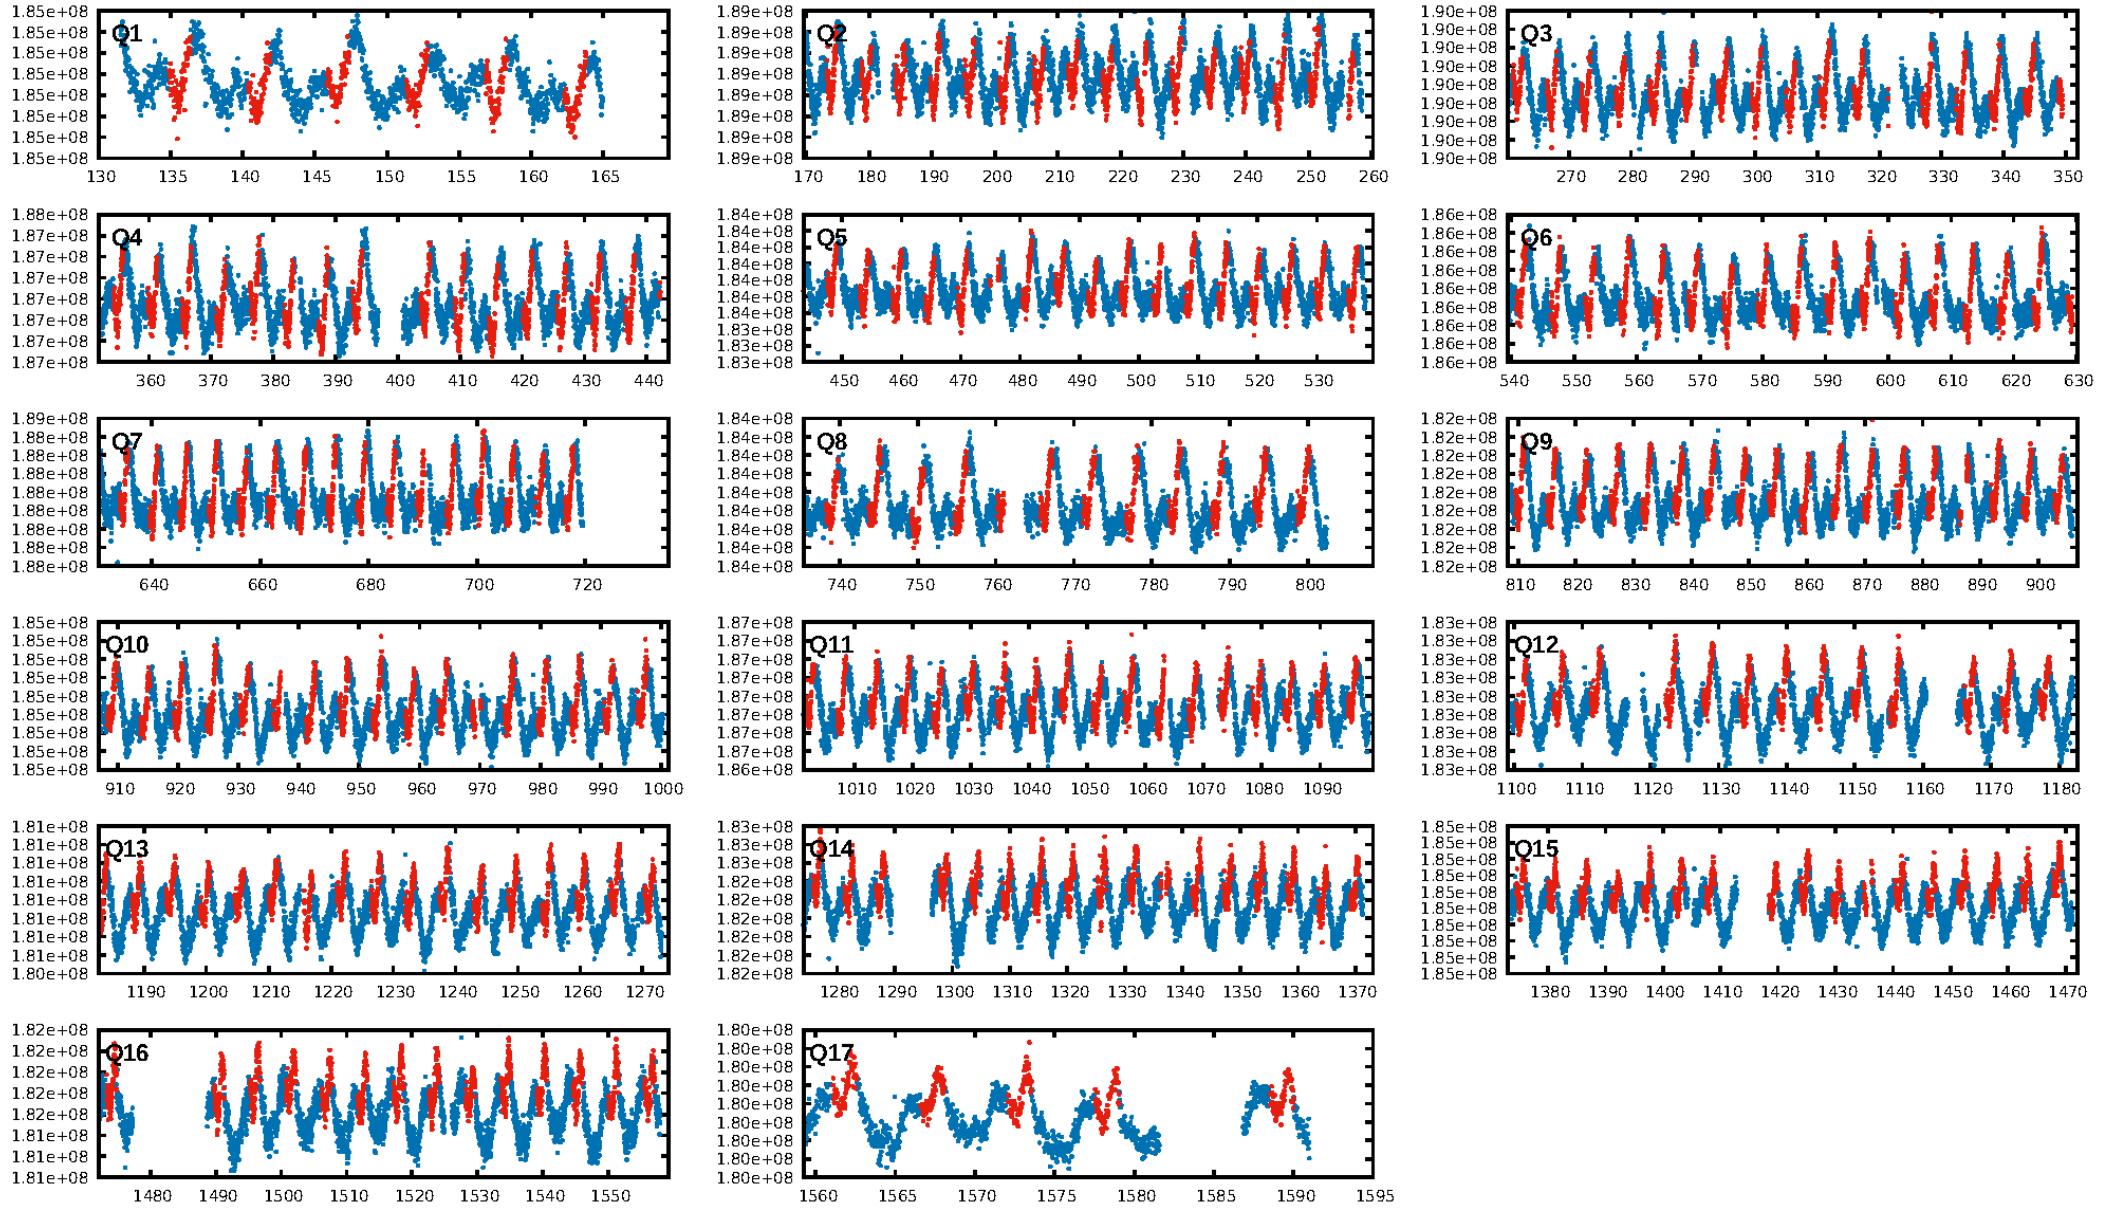 1.85e+08
1.85e+08
1.85e+08
1.85e+08
1.85e+08
1.85e+08
1.85e+08
1.85e+08
Q1
130 135 140 145 150 155 160 165
1.89e+08
1.89e+08
1.89e+08
1.89e+08
1.89e+08
1.89e+08
1.89e+08
1.89e+08
Q2
170 180 190 200 210 220 230 240 250 260
1.90e+08
1.90e+08
1.90e+08
1.90e+08
1.90e+08
1.90e+08
1.90e+08
1.90e+08
1.90e+08
Q3
270 280 290 300 310 320 330 340 350
1.88e+08
1.87e+08
1.87e+08
1.87e+08
1.87e+08
1.87e+08
1.87e+08
1.87e+08
Q4
360 370 380 390 400 410 420 430 440
1.84e+08
1.84e+08
1.84e+08
1.84e+08
1.84e+08
1.84e+08
1.84e+08
1.83e+08
1.83e+08
1.83e+08
Q5
450 460 470 480 490 500 510 520 530
1.86e+08
1.86e+08
1.86e+08
1.86e+08
1.86e+08
1.86e+08
1.86e+08
1.86e+08
1.86e+08
Q6
540 550 560 570 580 590 600 610 620 630
1.89e+08
1.88e+08
1.88e+08
1.88e+08
1.88e+08
1.88e+08
1.88e+08
1.88e+08
1.88e+08
Q7
640 660 680 700 720
1.84e+08
1.84e+08
1.84e+08
1.84e+08
1.84e+08
1.84e+08
1.84e+08
1.84e+08
1.84e+08
Q8
740 750 760 770 780 790 800
1.82e+08
1.82e+08
1.82e+08
1.82e+08
1.82e+08
1.82e+08
1.82e+08
1.82e+08
1.82e+08
Q9
810 820 830 840 850 860 870 880 890 900
1.85e+08
1.85e+08
1.85e+08
1.85e+08
1.85e+08
1.85e+08
1.85e+08
1.85e+08
1.85e+08
Q10
910 920 930 940 950 960 970 980 990 1000
1.87e+08
1.87e+08
1.87e+08
1.87e+08
1.87e+08
1.87e+08
1.87e+08
1.87e+08
1.86e+08
Q11
1010 1020 1030 1040 1050 1060 1070 1080 1090
1.83e+08
1.83e+08
1.83e+08
1.83e+08
1.83e+08
1.83e+08
1.83e+08
1.83e+08
1.83e+08
Q12
1100 1110 1120 1130 1140 1150 1160 1170 1180
1.81e+08
1.81e+08
1.81e+08
1.81e+08
1.81e+08
1.81e+08
1.81e+08
1.81e+08
1.80e+08
Q13
1190 1200 1210 1220 1230 1240 1250 1260 1270
1.83e+08
1.83e+08
1.83e+08
1.82e+08
1.82e+08
1.82e+08
1.82e+08
1.82e+08
1.82e+08
Q14
1280 1290 1300 1310 1320 1330 1340 1350 1360 1370
1.85e+08
1.85e+08
1.85e+08
1.85e+08
1.85e+08
1.85e+08
1.85e+08
1.85e+08
1.85e+08
1.85e+08
Q15
1380 1390 1400 1410 1420 1430 1440 1450 1460 1470
1.82e+08
1.82e+08
1.82e+08
1.82e+08
1.82e+08
1.81e+08
1.81e+08
1.81e+08
Q16
1480 1490 1500 1510 1520 1530 1540 1550
1.80e+08
1.80e+08
1.80e+08
1.80e+08
1.80e+08
1.80e+08
1.80e+08
1.80e+08
1.80e+08
Q17
1560 1565 1570 1575 1580 1585 1590 1595